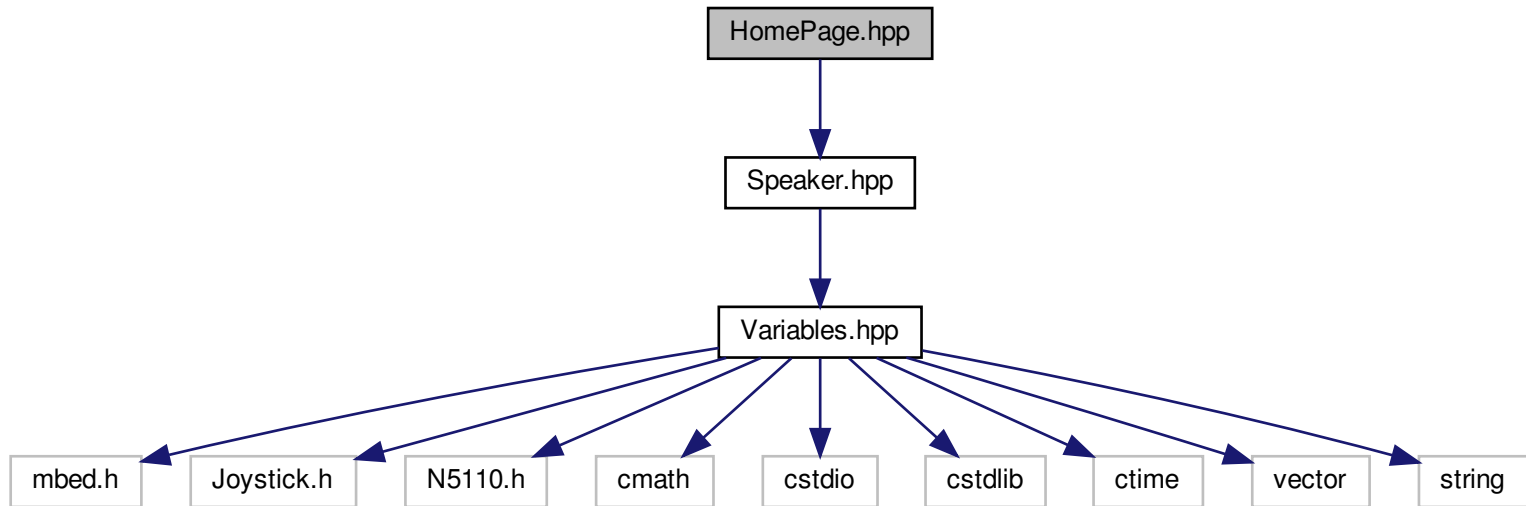 HomePage.hpp
Speaker.hpp
Variables.hpp
mbed.h
Joystick.h
N5110.h
cmath
cstdio
cstdlib
ctime
vector
string